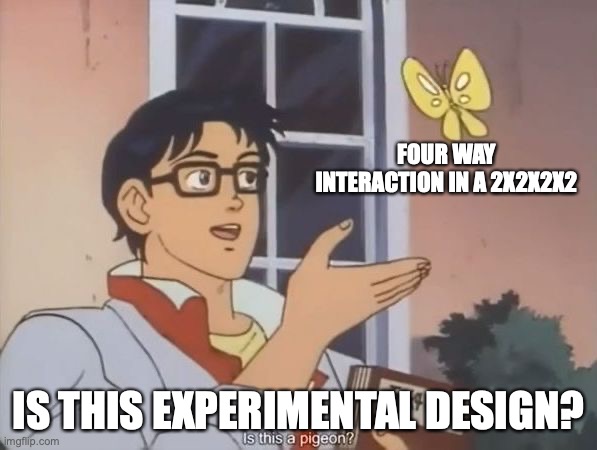 FOUR WAY
INTERACTION IN A 2X2X2X2
IS THIS EXPERIMENTAL DESIGN?
Is this a pigeon?
imgflip.com